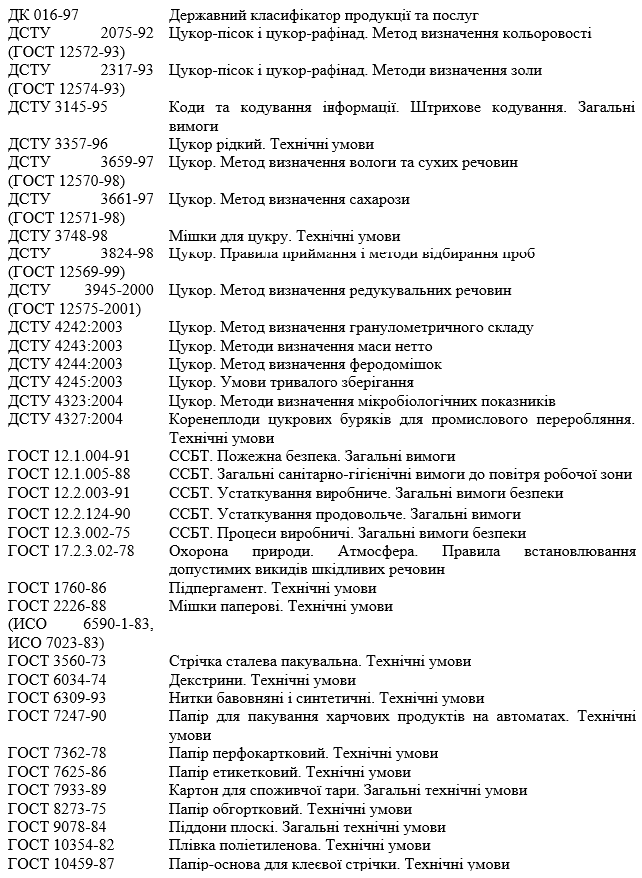 ДК 016-97 Державний класифікатор продукції та послуг
ДСТУ 2075-92 Цукор-пісок і цукор-рафінад. Метод визначення кольоровості
(ГОСТ 12572-93)
ДСТУ 2317-93 Цукор-пісок і цукор-рафінад. Методи визначення золи
(ГОСТ 12574-93)
ДСТУ 3145-95 Коди та кодування інформації. Штрихове кодування. Загальні
вимоги
ДСТУ 3357-96 Цукор рідкий. Технічні умови
ДСТУ 3659-97 Цукор. Метод визначення вологи та сухих речовин
(ГОСТ 12570-98)
ДСТУ 3661-97 Цукор. Метод визначення сахарози
(ГОСТ 12571-98)
ДСТУ 3748-98 Мішки для цукру. Технічні умови
ДСТУ 3824-98 Цукор. Правила приймання і методи відбирання проб
(ГОСТ 12569-99)
ДСТУ 3945-2000 Цукор. Метод визначення редукувальних речовин
(ГОСТ 12575-2001)
ДСТУ 4242:2003 Цукор. Метод визначення гранулометричного складу
ДСТУ 4243:2003 Цукор. Методи визначення маси нетто
ДСТУ 4244:2003 Цукор. Метод визначення феродомішок
ДСТУ 4245:2003 Цукор. Умови тривалого зберігання
ДСТУ 4323:2004 Цукор. Методи визначення мікробіологічних показників
ДСТУ 4327:2004 Коренеплоди цукрових буряків для промислового переробляння.
Технічні умови
ГОСТ 12.1.004-91 ССБТ. Пожежна безпека. Загальні вимоги
ГОСТ 12.1.005-88 ССБТ. Загальні санітарно-гігієнічні вимоги до повітря робочої зони
ГОСТ 12.2.003-91 ССБТ. Устаткування виробниче. Загальні вимоги безпеки
ГОСТ 12.2.124-90 ССБТ. Устаткування продовольче. Загальні вимоги
ГОСТ 12.3.002-75 ССБТ. Процеси виробничі. Загальні вимоги безпеки
ГОСТ 17.2.3.02-78 Охорона природи. Атмосфера. Правила встановлювання
допустимих викидів шкідливих речовин
ГОСТ 1760-86 Підпергамент. Технічні умови
ГОСТ 2226-88 Мішки паперові. Технічні умови
(ИСО 6590-1-83,
ИСО 7023-83)
ГОСТ 3560-73 Стрічка сталева пакувальна. Технічні умови
ГОСТ 6034-74 Декстрини. Технічні умови
ГОСТ 6309-93 Нитки бавовняні і синтетичні. Технічні умови
ГОСТ 7247-90 Папір для пакування харчових продуктів на автоматах. Технічні
умови
ГОСТ 7362-78 Папір перфокартковий. Технічні умови
ГОСТ 7625-86 Папір етикетковий. Технічні умови
ГОСТ 7933-89 Картон для споживчої тари. Загальні технічні умови
ГОСТ 8273-75 Папір обгортковий. Технічні умови
ГОСТ 9078-84 Піддони плоскі. Загальні технічні умови
ГОСТ 10354-82 Плівка поліетиленова. Технічні умови
ГОСТ 10459-87 Папір-основа для клеєвої стрічки. Технічні умови